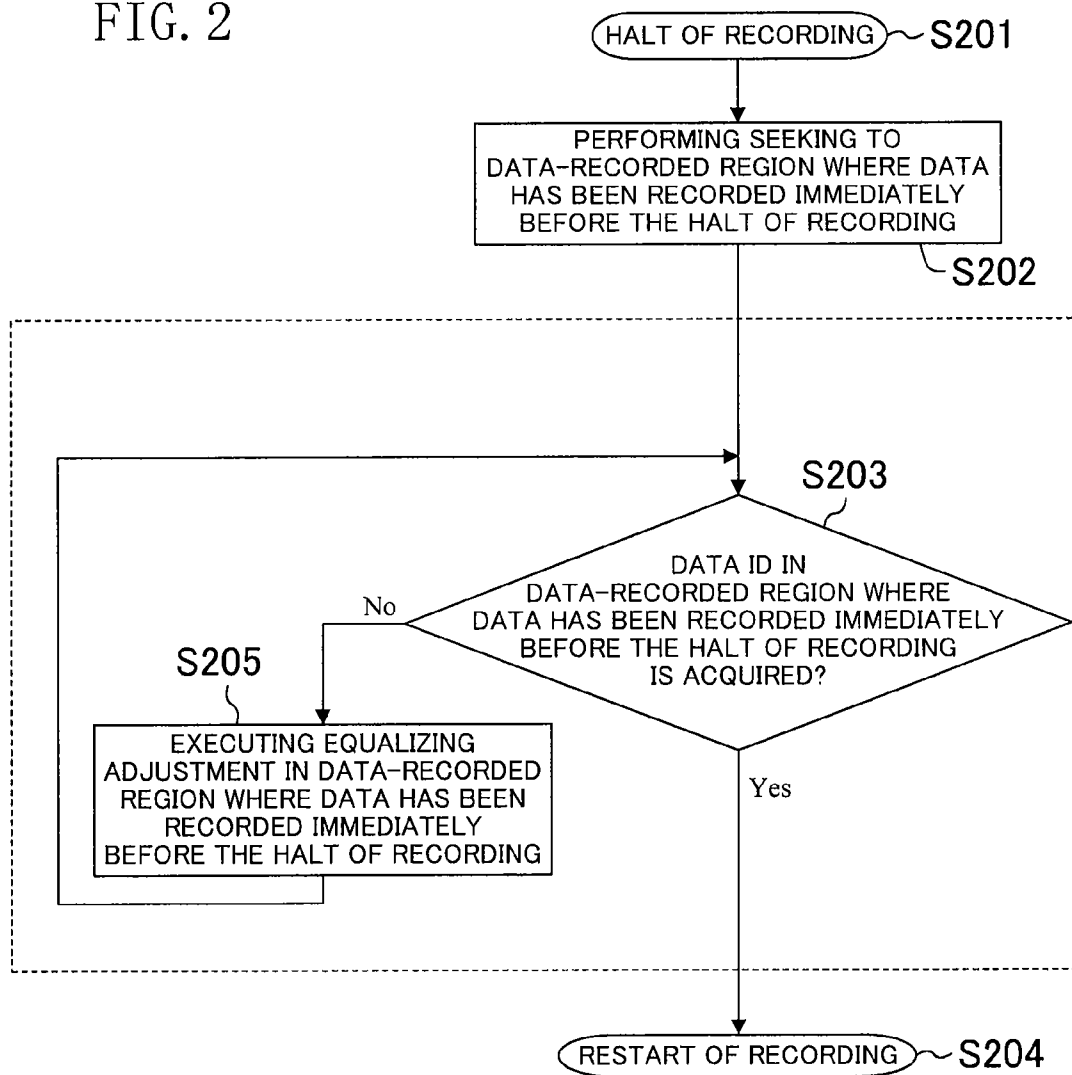 FIG. 2
HALT OF RECORDING
S201
PERFORMING SEEKING TO
DATA-RECORDED REGION WHERE DATA
HAS BEEN RECORDED IMMEDIATELY
BEFORE THE HALT OF RECORDING
S202
S203
DATA ID IN
DATA-RECORDED REGION WHERE
DATA HAS BEEN RECORDED IMMEDIATELY
BEFORE THE HALT OF RECORDING
IS ACQUIRED?
No
S205
EXECUTING EQUALIZING
ADJUSTMENT IN DATA-RECORDED
REGION WHERE DATA HAS BEEN
RECORDED IMMEDIATELY
BEFORE THE HALT OF RECORDING
Yes
RESTART OF RECORDING
S204